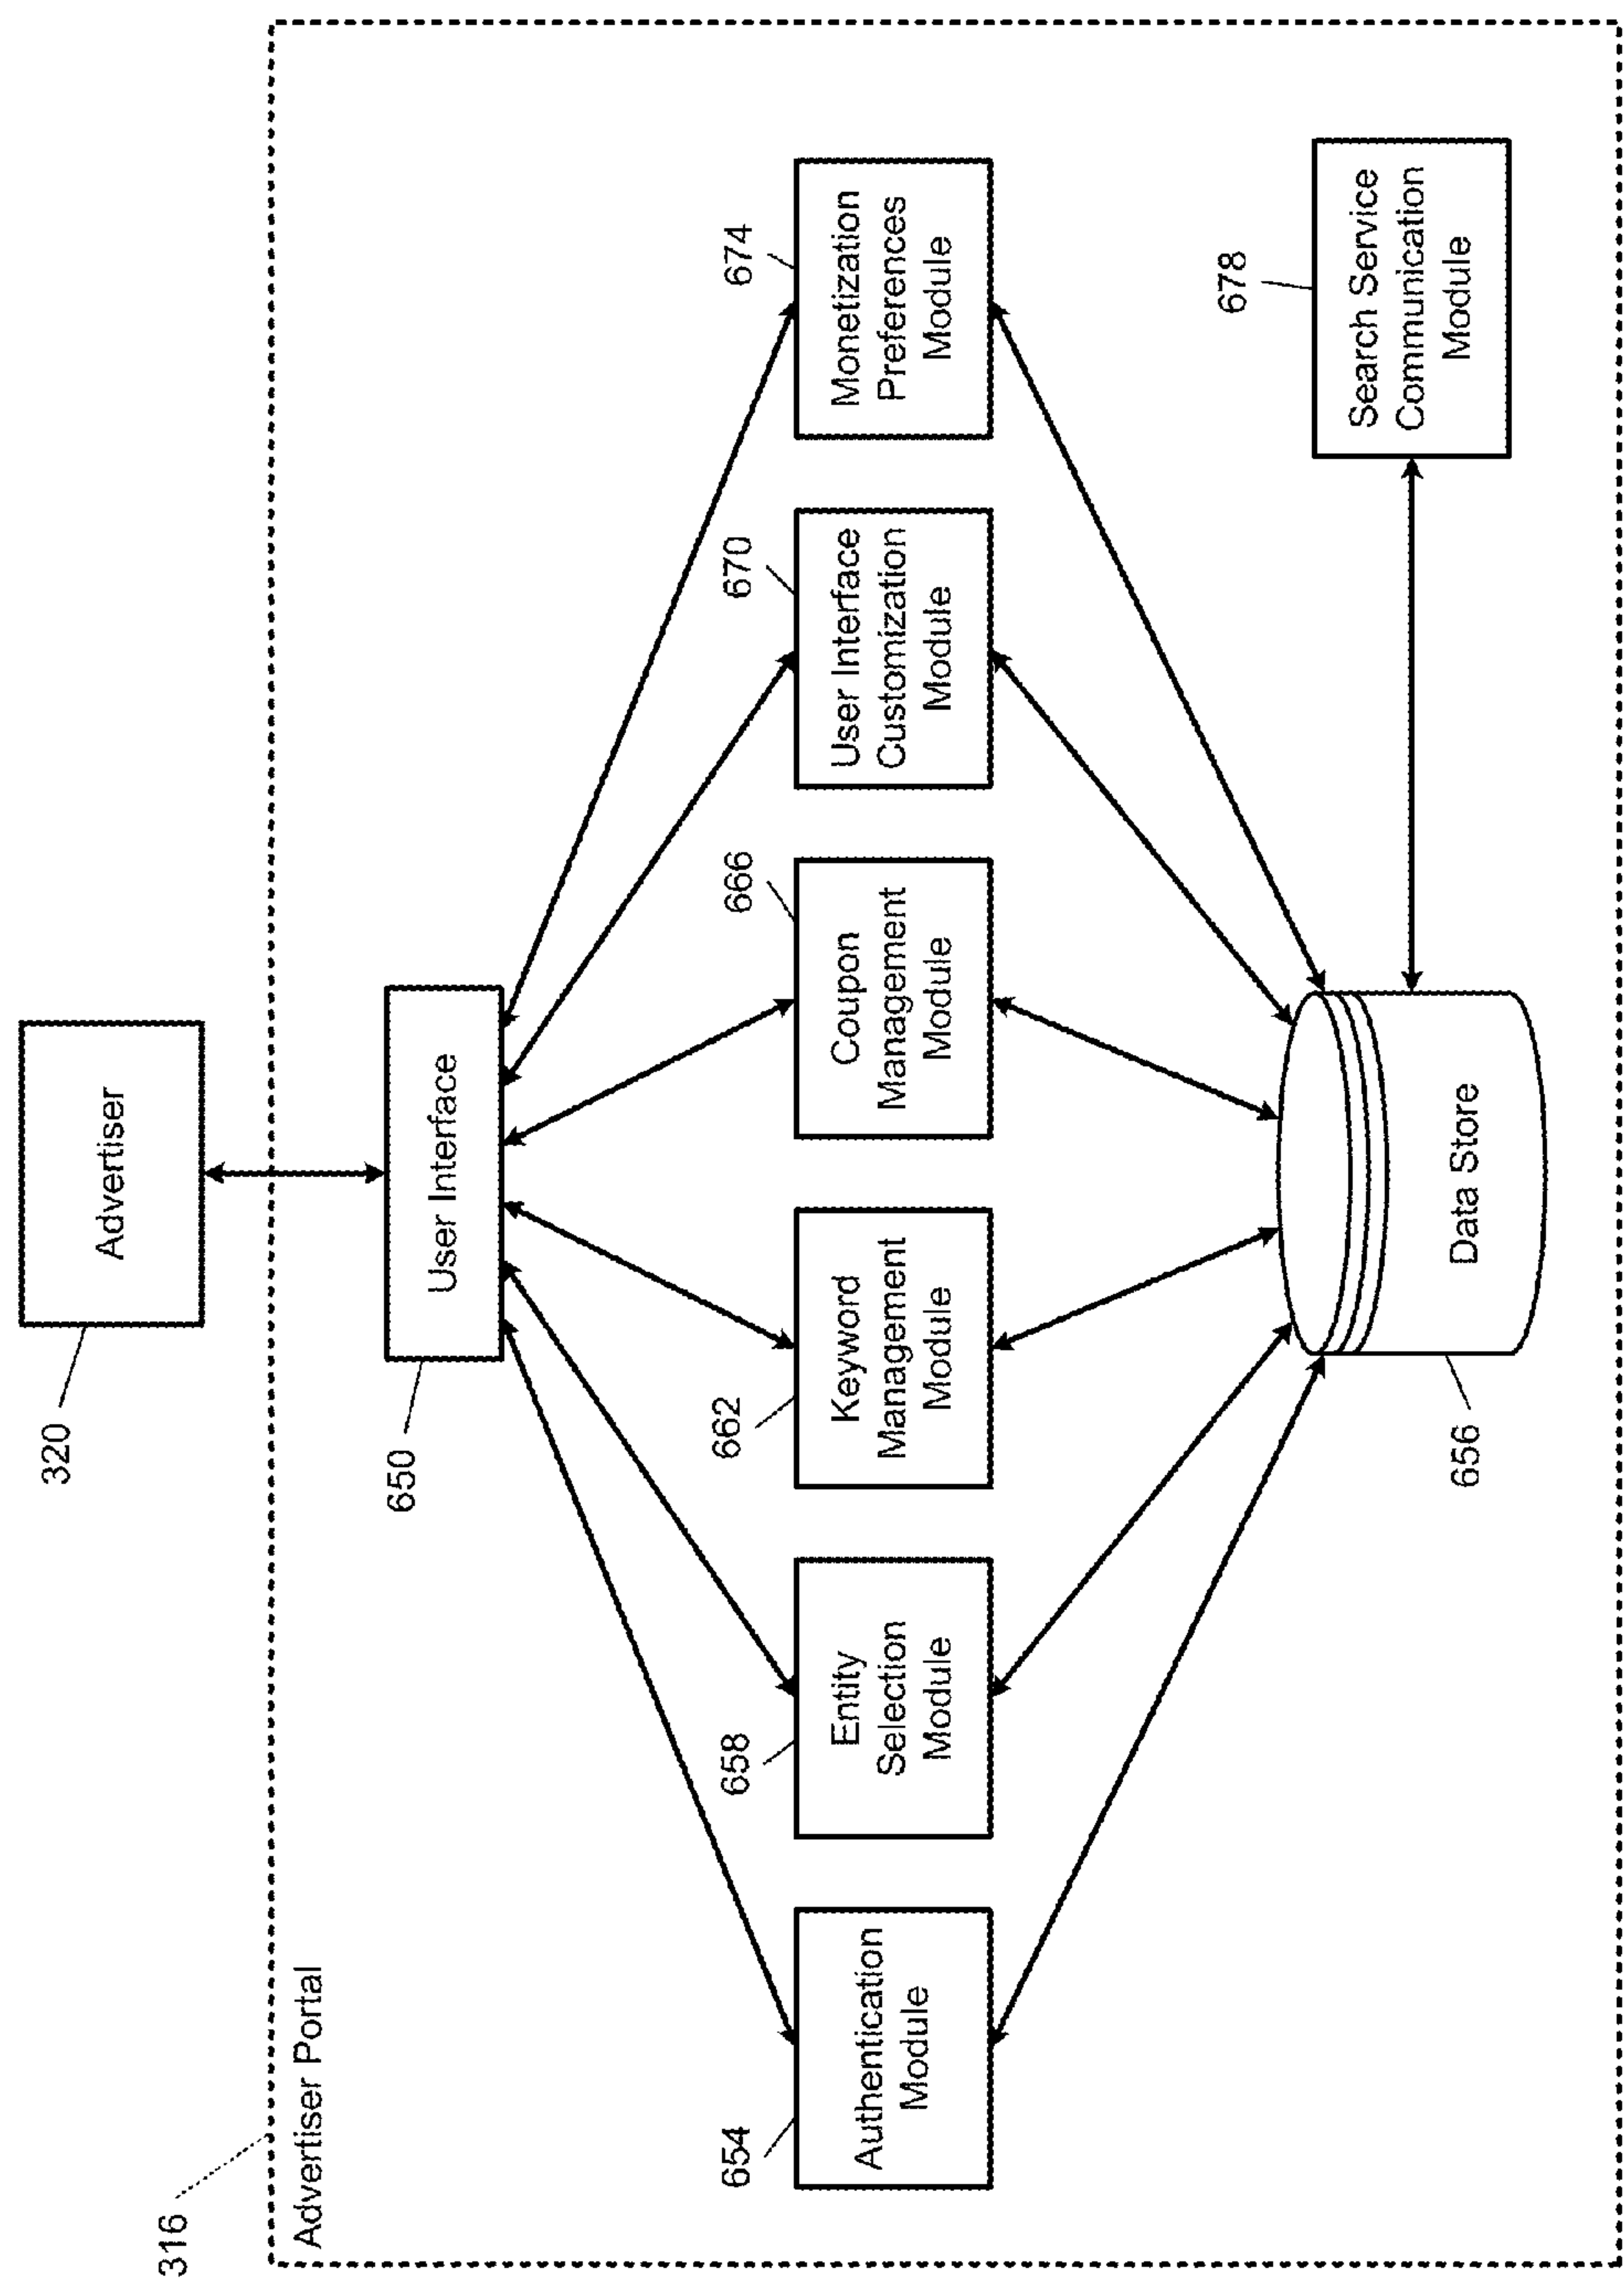 320
Advertiser
316
Advertiser Portal
650
User Interface
654
Authentication
Module
658
Entity
Selection
Module
662
Keyword
Management
Module
666
Coupon
Management
Module
670
User Interface
Customization
Module
674
Monetization
Preferences
Module
656
Data Store
678
Search Service
Communication
Module